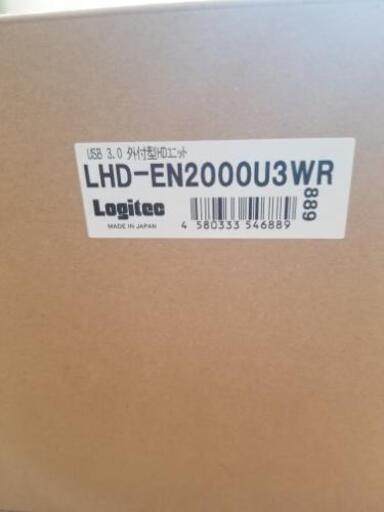 USB 3.0 外付型HDユニット
LHD-EN2000U3WR
Logitec
MADE IN JAPAN
4 580333 546889
889